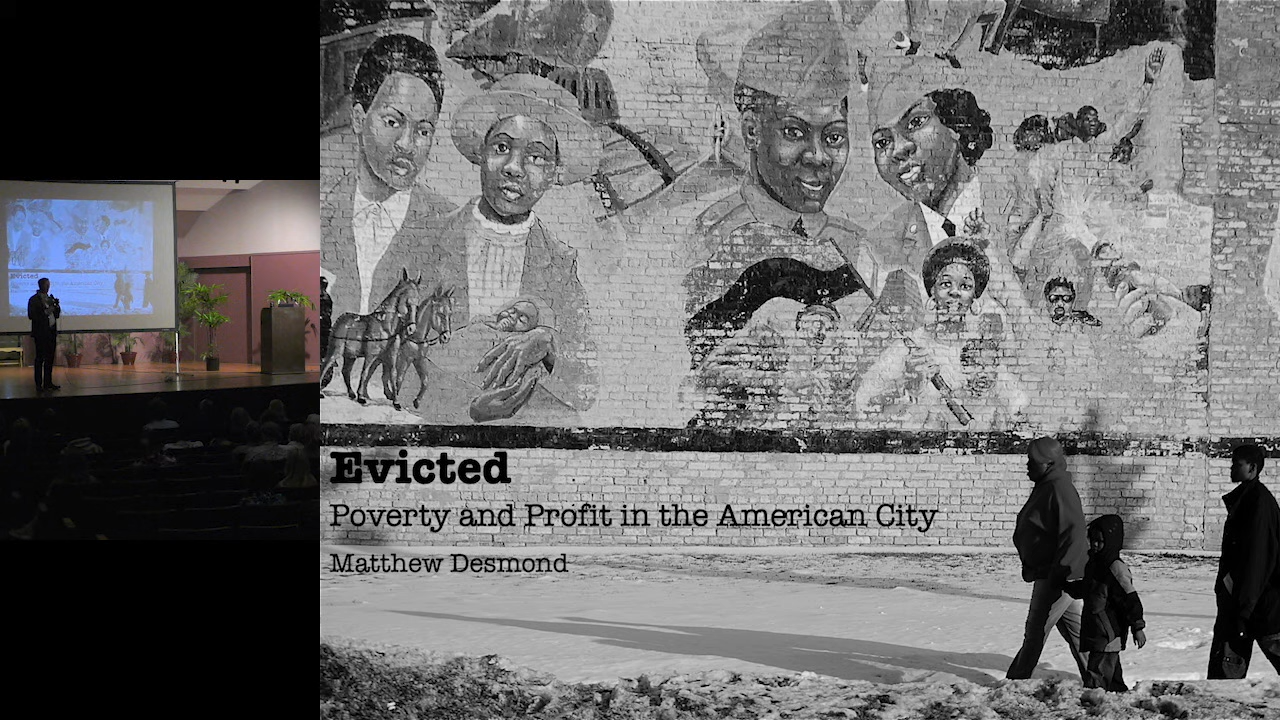 Evicted
Poverty and Profit in the American City
Matthew Desmond